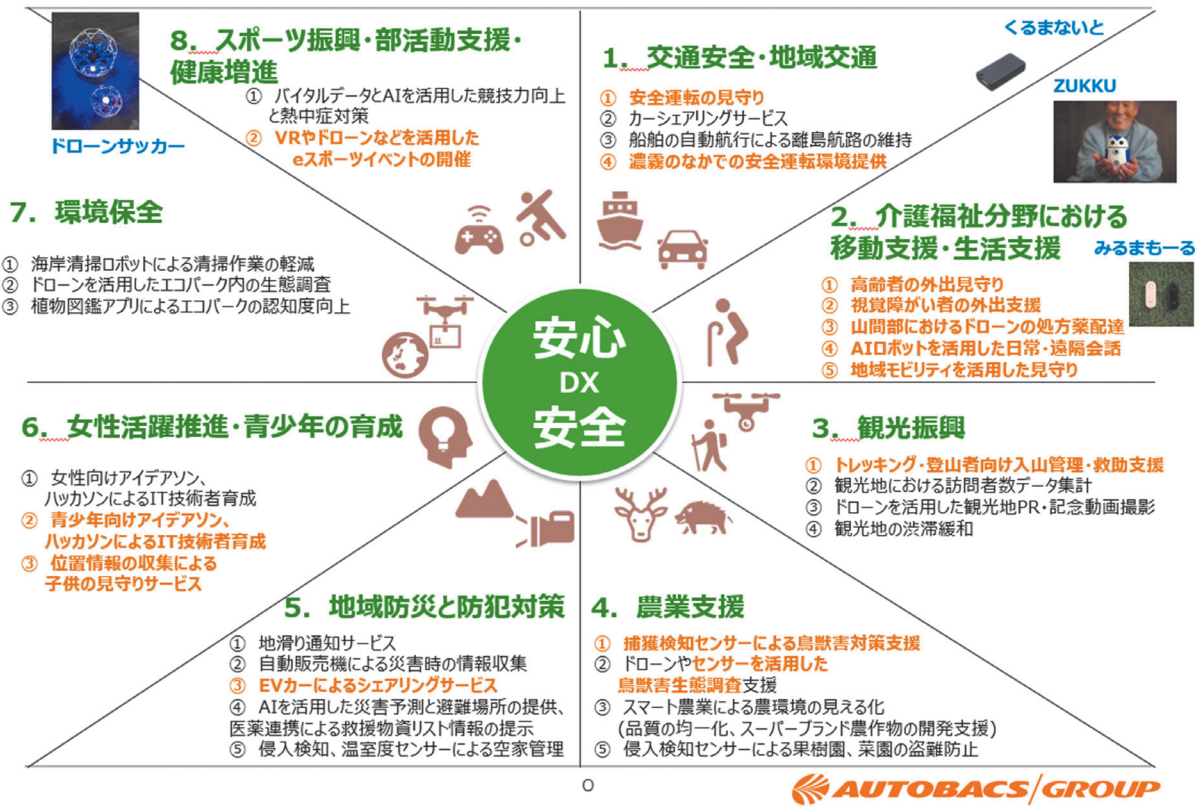 8．スポーツ振興・部活動支援・
健康増進
① バイタルデータとAIを活用した競技力向上
と熱中症対策
② VRやドローンなどを活用した
eスポーツイベントの開催
ドローンサッカー
1．交通安全・地域交通
① 安全運転の見守り
② カーシェアリングサービス
③ 船舶の自動航行による離島航路の維持
④ 濃霧のなかでの安全運転環境提供
くるまないと
ZUKKU
2．介護福祉分野における
移動支援・生活支援
みるまもーる
① 高齢者の外出見守り
② 視覚障がい者の外出支援
③ 山間部におけるドローンの処方薬配達
④ AIロボットを活用した日常・遠隔会話
⑤ 地域モビリティを活用した見守り
7．環境保全
① 海岸清掃ロボットによる清掃作業の軽減
② ドローンを活用したエコパーク内の生態調査
③ 植物図鑑アプリによるエコパークの認知度向上
安心
DX
安全
3．観光振興
① トレッキング・登山者向け入山管理・救助支援
② 観光地における訪問者数データ集計
③ ドローンを活用した観光地PR・記念動画撮影
④ 観光地の渋滞緩和
6．女性活躍推進・青少年の育成
① 女性向けアイデアソン、
ハッカソンによるIT技術者育成
② 青少年向けアイデアソン、
ハッカソンによるIT技術者育成
③ 位置情報の収集による
子供の見守りサービス
5．地域防災と防犯対策
① 地滑り通知サービス
② 自動販売機による災害時の情報収集
③ EVカーによるシェアリングサービス
④ AIを活用した災害予測と避難場所の提供、
医薬連携による救援物資リスト情報の提示
⑤ 侵入検知、温室度センサーによる空家管理
4．農業支援
① 捕獲検知センサーによる鳥獣害対策支援
② ドローンやセンサーを活用した
鳥獣害生態調査支援
③ スマート農業による農環境の見える化
(品質の均一化、スーパーブランド農作物の開発支援)
⑤ 侵入検知センサーによる果樹園、菜園の盗難防止
0
AUTOBACS/GROUP